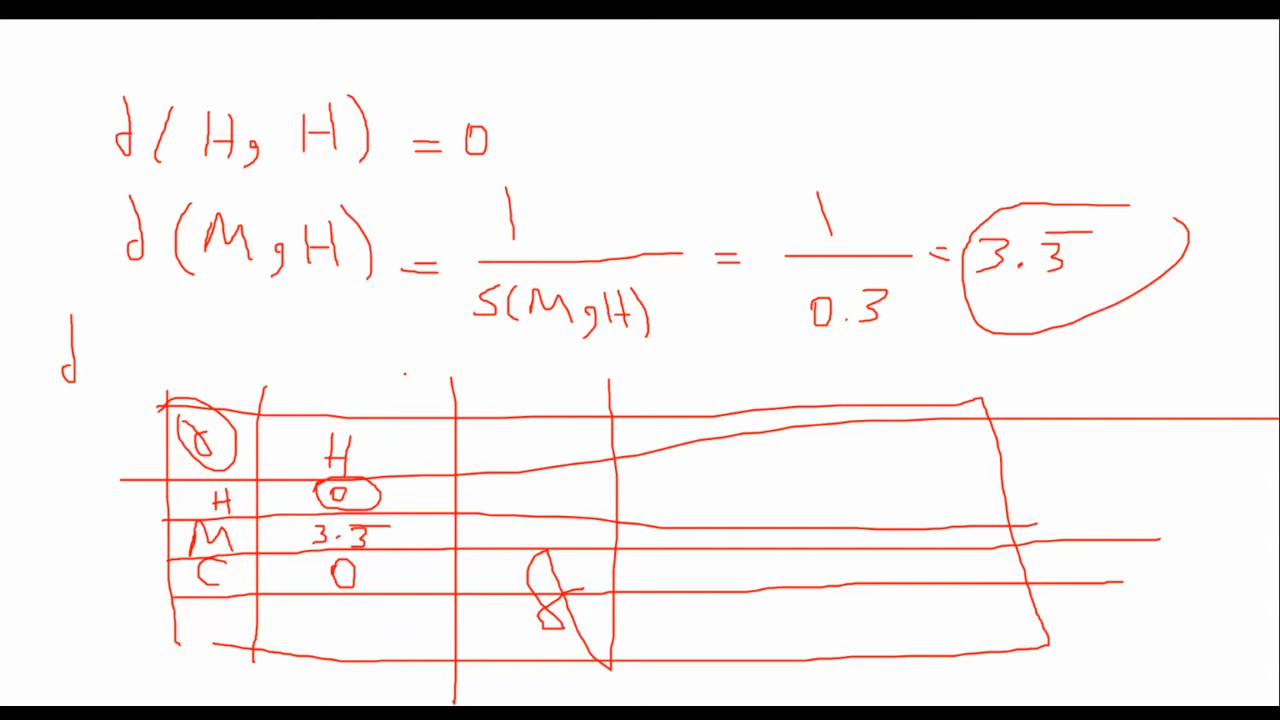 d(H, H) = 0
d(M, H) = 1 / S(M, H) = 1 / 0.3 = 3.3̅
d
H
H 0
M 3.3̅
C 0